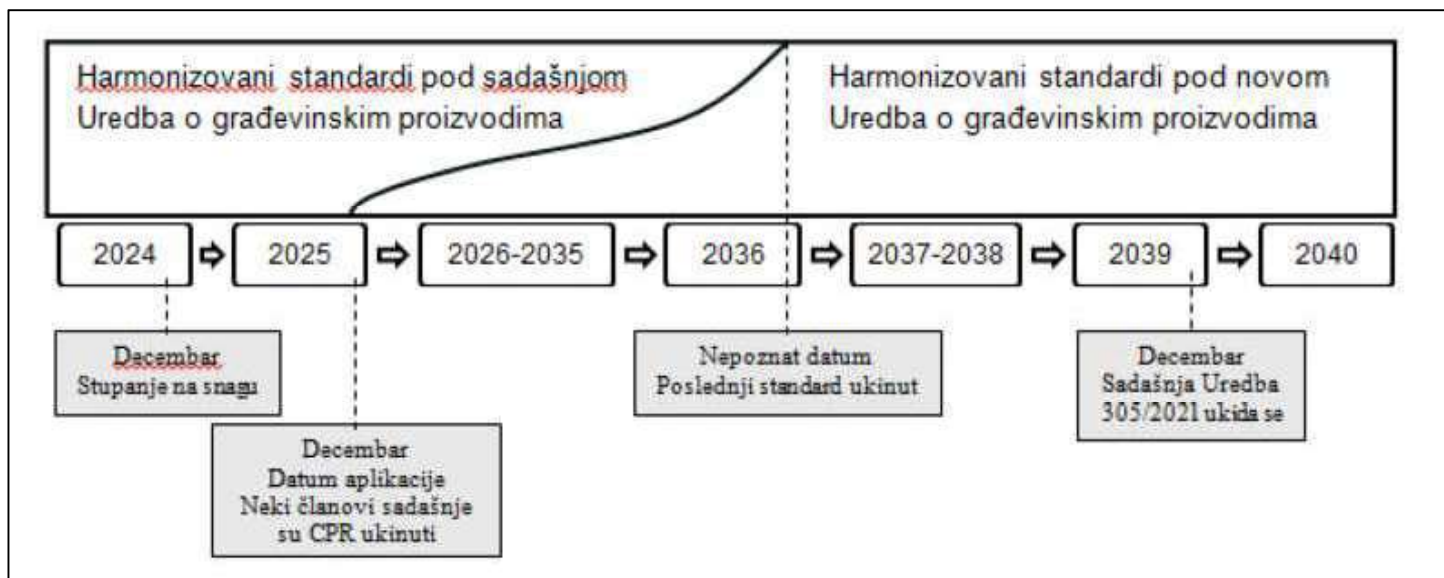 Harmonizovani standardi pod sadašnjom
Uredba o građevinskim proizvodima
Harmonizovani standardi pod novom
Uredba o građevinskim proizvodima
2024
2025
2026-2035
2036
2037-2038
2039
2040
Decembar
Stupanje na snagu
Decembar
Datum aplikacije
Neki članovi sadašnje
su CPR ukinuti
Nepoznat datum
Poslednji standard ukinut
Decembar
Sadašnja Uredba
305/2021 ukida se